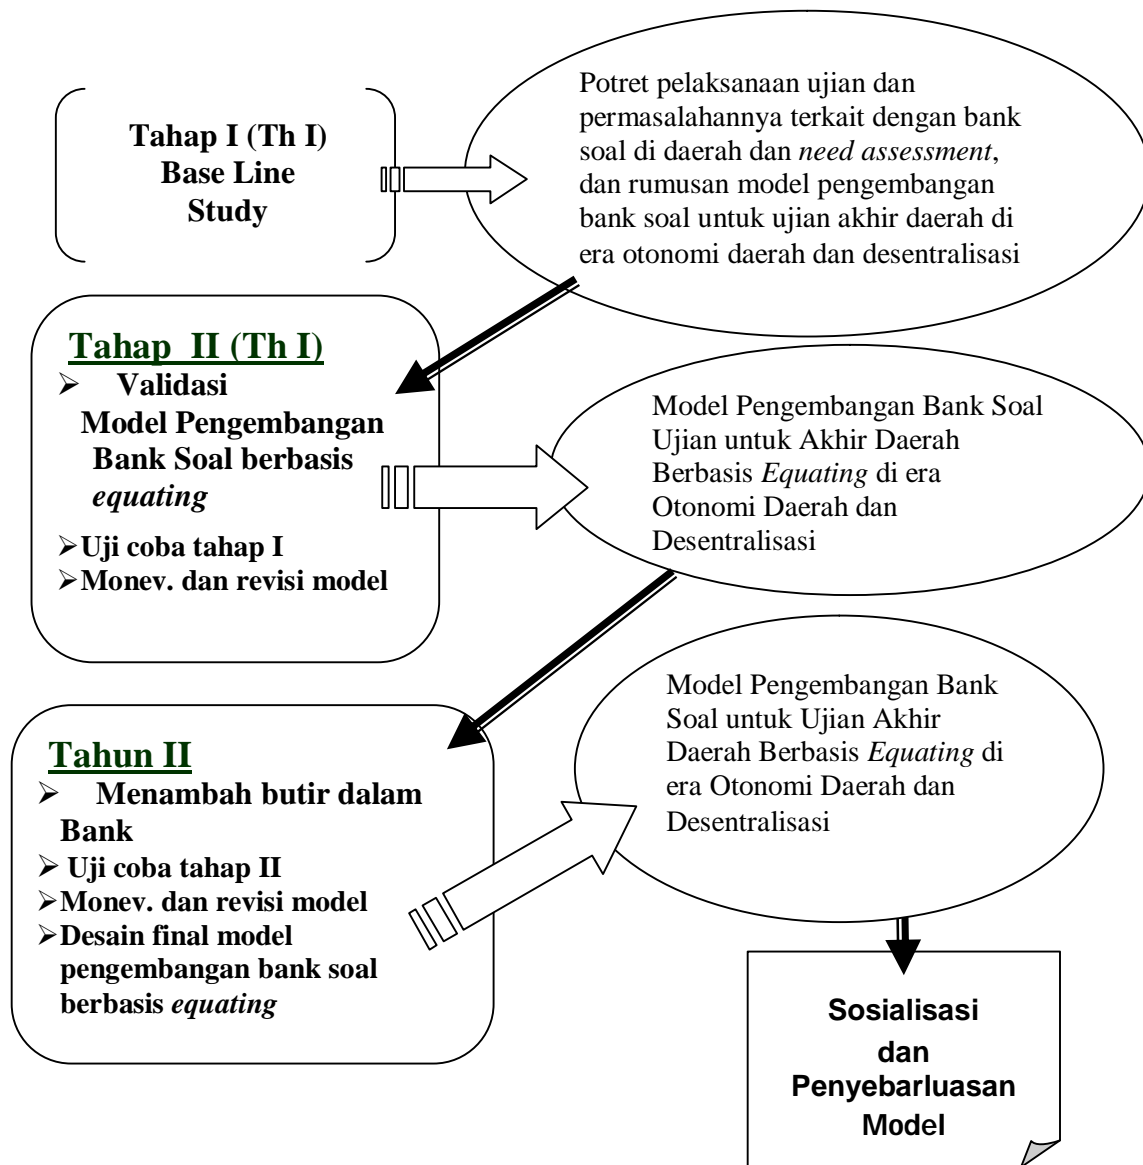 Tahap I (Th I)
Base Line
Study
Potret pelaksanaan ujian dan
permasalahannya terkait dengan bank
soal di daerah dan need assessment,
dan rumusan model pengembangan
bank soal untuk ujian akhir daerah di
era otonomi daerah dan desentralisasi
Tahap II (Th I)
➢ Validasi
Model Pengembangan
Bank Soal berbasis
equating
➢Uji coba tahap I
➢Monev. dan revisi model
Model Pengembangan Bank Soal
Ujian untuk Akhir Daerah
Berbasis Equating di era
Otonomi Daerah dan
Desentralisasi
Tahun II
➢ Menambah butir dalam
Bank
➢ Uji coba tahap II
➢Monev. dan revisi model
➢Desain final model
pengembangan bank soal
berbasis equating
Model Pengembangan Bank
Soal untuk Ujian Akhir
Daerah Berbasis Equating di
era Otonomi Daerah dan
Desentralisasi
Sosialisasi
dan
Penyebarluasan
Model